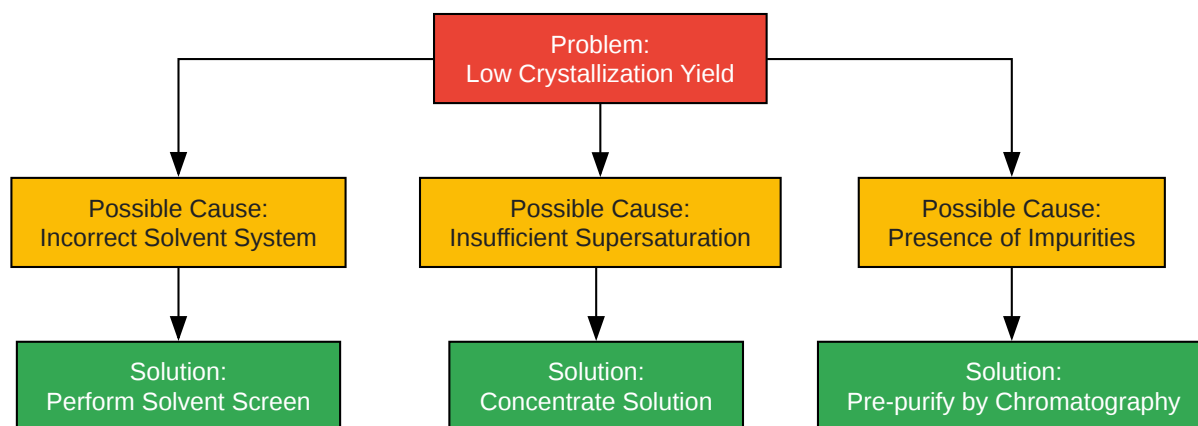 Problem:
Low Crystallization Yield
Possible Cause:
Incorrect Solvent System
Possible Cause:
Insufficient Supersaturation
Possible Cause:
Presence of Impurities
Solution:
Perform Solvent Screen
Solution:
Concentrate Solution
Solution:
Pre-purify by Chromatography